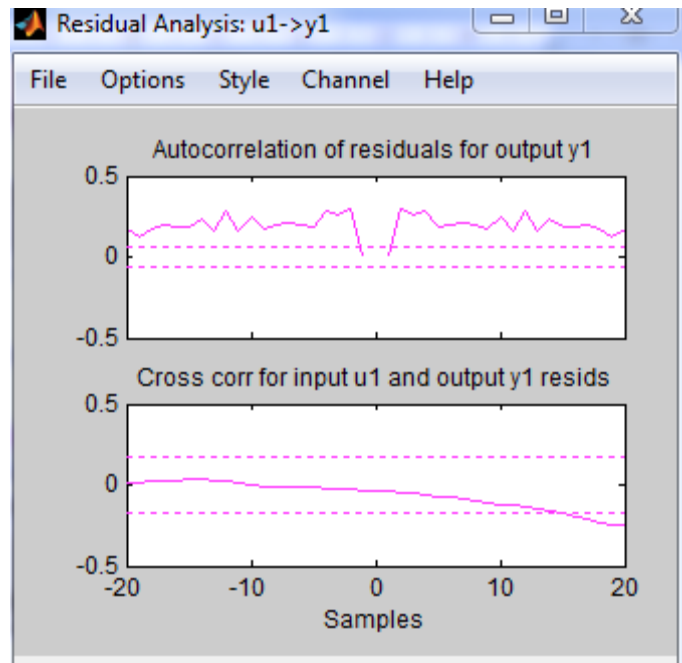 Residual Analysis: u1->y1
File Options Style Channel Help
Autocorrelation of residuals for output y1
0.5
0
-0.5
Cross corr for input u1 and output y1 resids
0.5
0
-0.5
-20 -10 0 10 20
Samples